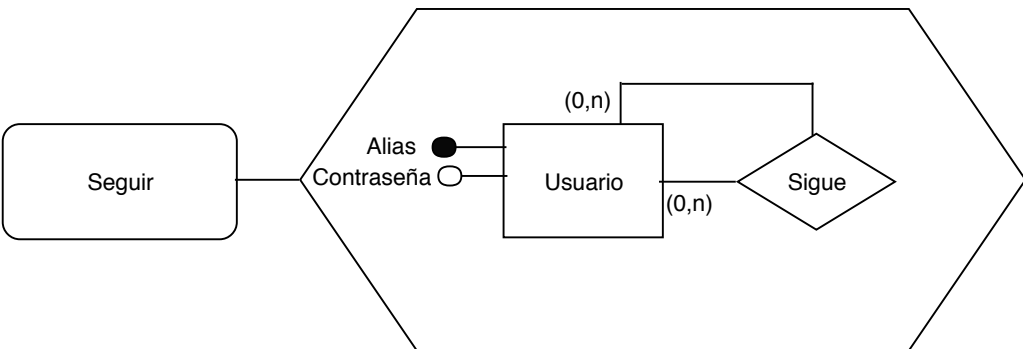 Seguir
(0,n)
Alias
Contraseña
Usuario
(0,n)
Sigue